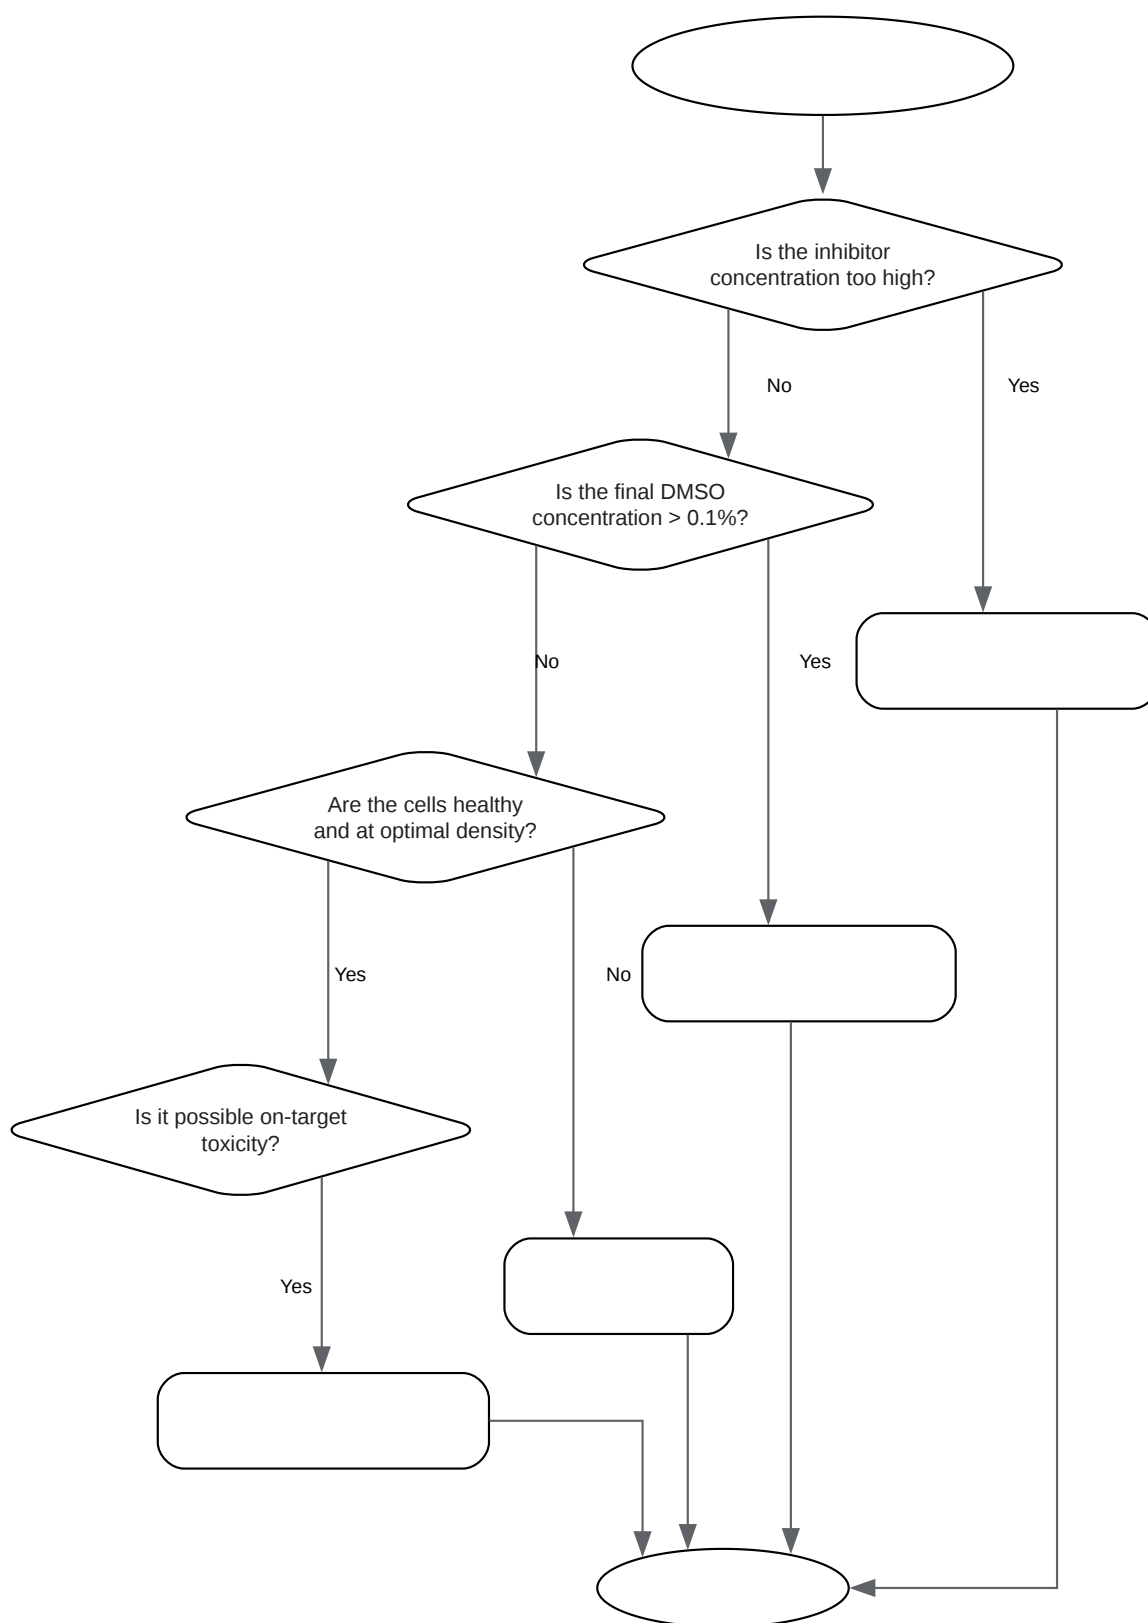 Is the inhibitor
concentration too high?
No
Yes
Is the final DMSO
concentration > 0.1%?
No
Yes
Are the cells healthy
and at optimal density?
Yes
No
Is it possible on-target
toxicity?
Yes